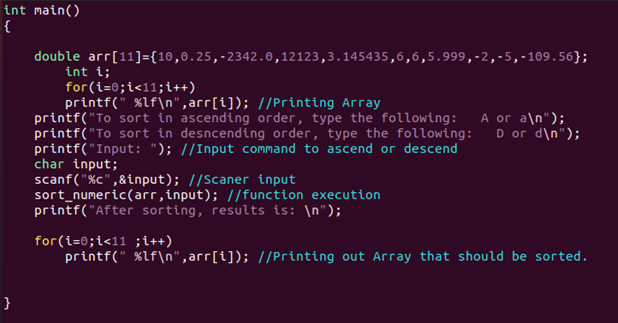 int main()
{
double arr[11]={10,0.25,-2342.0,12123,3.145435,6,6,5.999,-2,-5,-109.56};
int i;
for(i=0;i<11;i++)
printf(" %lf\n",arr[i]); //Printing Array
printf("To sort in ascending order, type the following:   A or a\n");
printf("To sort in desncending order, type the following:   D or d\n");
printf("Input: "); //Input command to ascend or descend
char input;
scanf("%c",&input); //Scaner input
sort_numeric(arr,input); //function execution
printf("After sorting, results is: \n");
for(i=0;i<11 ;i++)
printf(" %lf\n",arr[i]); //Printing out Array that should be sorted.
}